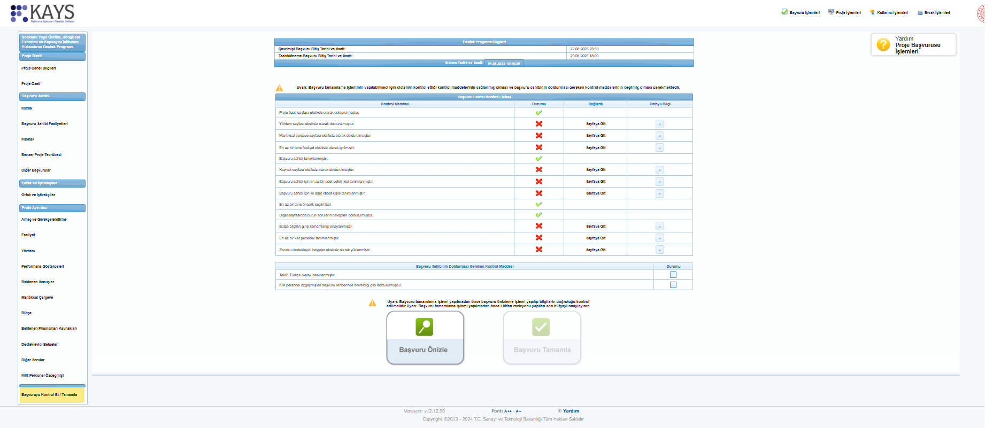 KAYS
Kalkınma Ajansları Yönetim Sistemi
Başvuru İşlemleri
Proje İşlemleri
Kullanıcı İşlemleri
Evrak İşlemleri
SoGreen Yeşil Üretim, Döngüsel
Ekonomi ve Kapsayıcı İstihdam
Hızlandırıcı Destek Programı
Proje Özeti
Proje Genel Bilgileri
Proje Özeti
Başvuru Sahibi
Kimlik
Başvuru Sahibi Faaliyetleri
Kaynak
Benzer Proje Tecrübesi
Diğer Başvurular
Ortak ve İştirakçiler
Ortak ve İştirakçiler
Proje Ayrıntısı
Amaç ve Gerekçelendirme
Faaliyet
Yöntem
Performans Göstergeleri
Beklenen Sonuçlar
Mantıksal Çerçeve
Bütçe
Beklenen Finansman Kaynakları
Destekleyici Belgeler
Diğer Sorular
Kilit Personel Özgeçmişi
Başvuruyu Kontrol Et / Tamamla
Destek Programı Bilgileri
Çevrimiçi Başvuru Bitiş Tarihi ve Saati: 22.08.2025 23:59
Taahhütname Başvuru Bitiş Tarihi ve Saati: 29.08.2025 18:00
Sistem Tarihi ve Saati: 04.08.2025 15:18:30
Yardım
Proje Başvurusu
İşlemleri
Uyarı: Başvuru tamamlama işleminin yapılabilmesi için sistemin kontrol ettiği kontrol maddelerinin sağlanmış olması ve başvuru sahibinin doldurması gereken kontrol maddelerinin seçilmiş olması gerekmektedir.
Başvuru Formu Kontrol Listesi
Kontrol Maddesi Durumu Bağlantı Detaylı Bilgi
Proje özeti sayfası eksiksiz olarak doldurulmuştur.
Yöntem sayfası eksiksiz olarak doldurulmuştur. Sayfaya Git
Mantıksal çerçeve sayfası eksiksiz olarak doldurulmuştur. Sayfaya Git
En az bir tane faaliyet eksiksiz olarak girilmiştir. Sayfaya Git
Başvuru sahibi tanımlanmıştır.
Kaynak sayfası eksiksiz olarak doldurulmuştur. Sayfaya Git
Başvuru sahibi için en az bir adet yetkili kişi tanımlanmıştır. Sayfaya Git
Başvuru sahibi için iki adet irtibat kişisi tanımlanmıştır. Sayfaya Git
En az bir tane öncelik seçilmiştir.
Diğer sayfasında bütün soruların cevapları doldurulmuştur.
Bütçe bilgileri girişi tamamlanıp onaylanmıştır. Sayfaya Git
En az bir kilit personel tanımlanmıştır. Sayfaya Git
Zorunlu destekleyici belgeler eksiksiz olarak yüklenmiştir. Sayfaya Git
Başvuru Sahibinin Doldurması Gereken Kontrol Maddesi Durumu
Teklif, Türkçe olarak hazırlanmıştır.
Kilit personel özgeçmişleri başvuru rehberinde belirtildiği gibi doldurulmuştur.
Uyarı: Başvuru tamamlama işlemi yapılmadan önce başvuru önizleme işlemi yapılıp bilgilerin doğruluğu kontrol
edilmelidir.Uyarı: Başvuru tamamlama işlemi yapılmadan önce Lütfen revizyonu yapılan son bütçeyi onaylayınız.
Başvuru Önizle
Başvuru Tamamla
Versiyon: v12.12.50 Font: A++ - A-- Yardım
Copyright ©2013 - 2024 T.C. Sanayi ve Teknoloji Bakanlığı Tüm Hakları Saklıdır